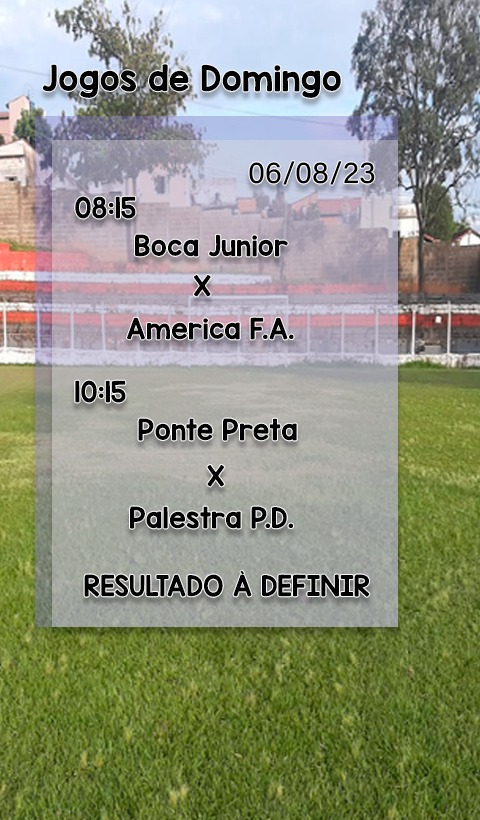 Jogos de Domingo
06/08/23
08:15
Boca Junior
X
America F.A.
10:15
Ponte Preta
X
Palestra P.D.
RESULTADO À DEFINIR